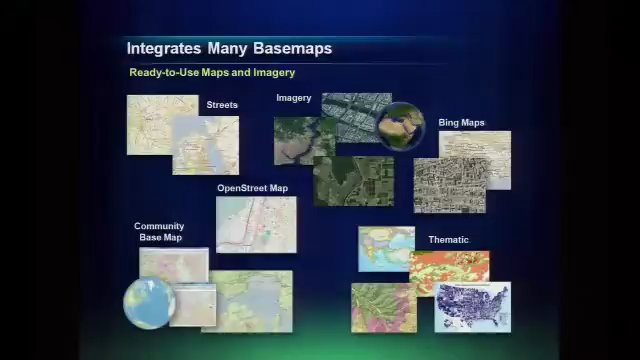 Integrates Many Basemaps
Ready-to-Use Maps and Imagery
Streets
Imagery
Bing Maps
OpenStreet Map
Community
Base Map
Thematic